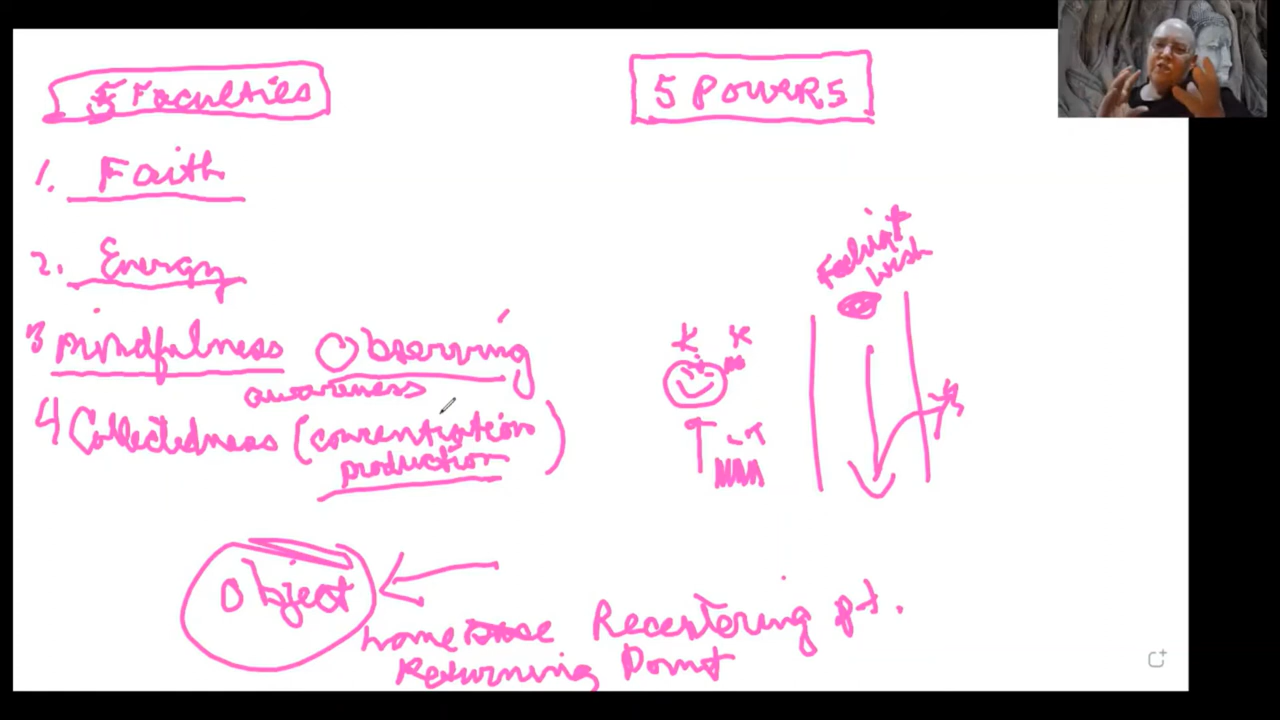 5 Faculties
5 POWERS
1. Faith
2. Energy
3 Mindfulness Observing
awareness
4 Collectedness (concentration
production)
Feeling +
wish
K K
Object
home base Recentering pt.
Returning Point